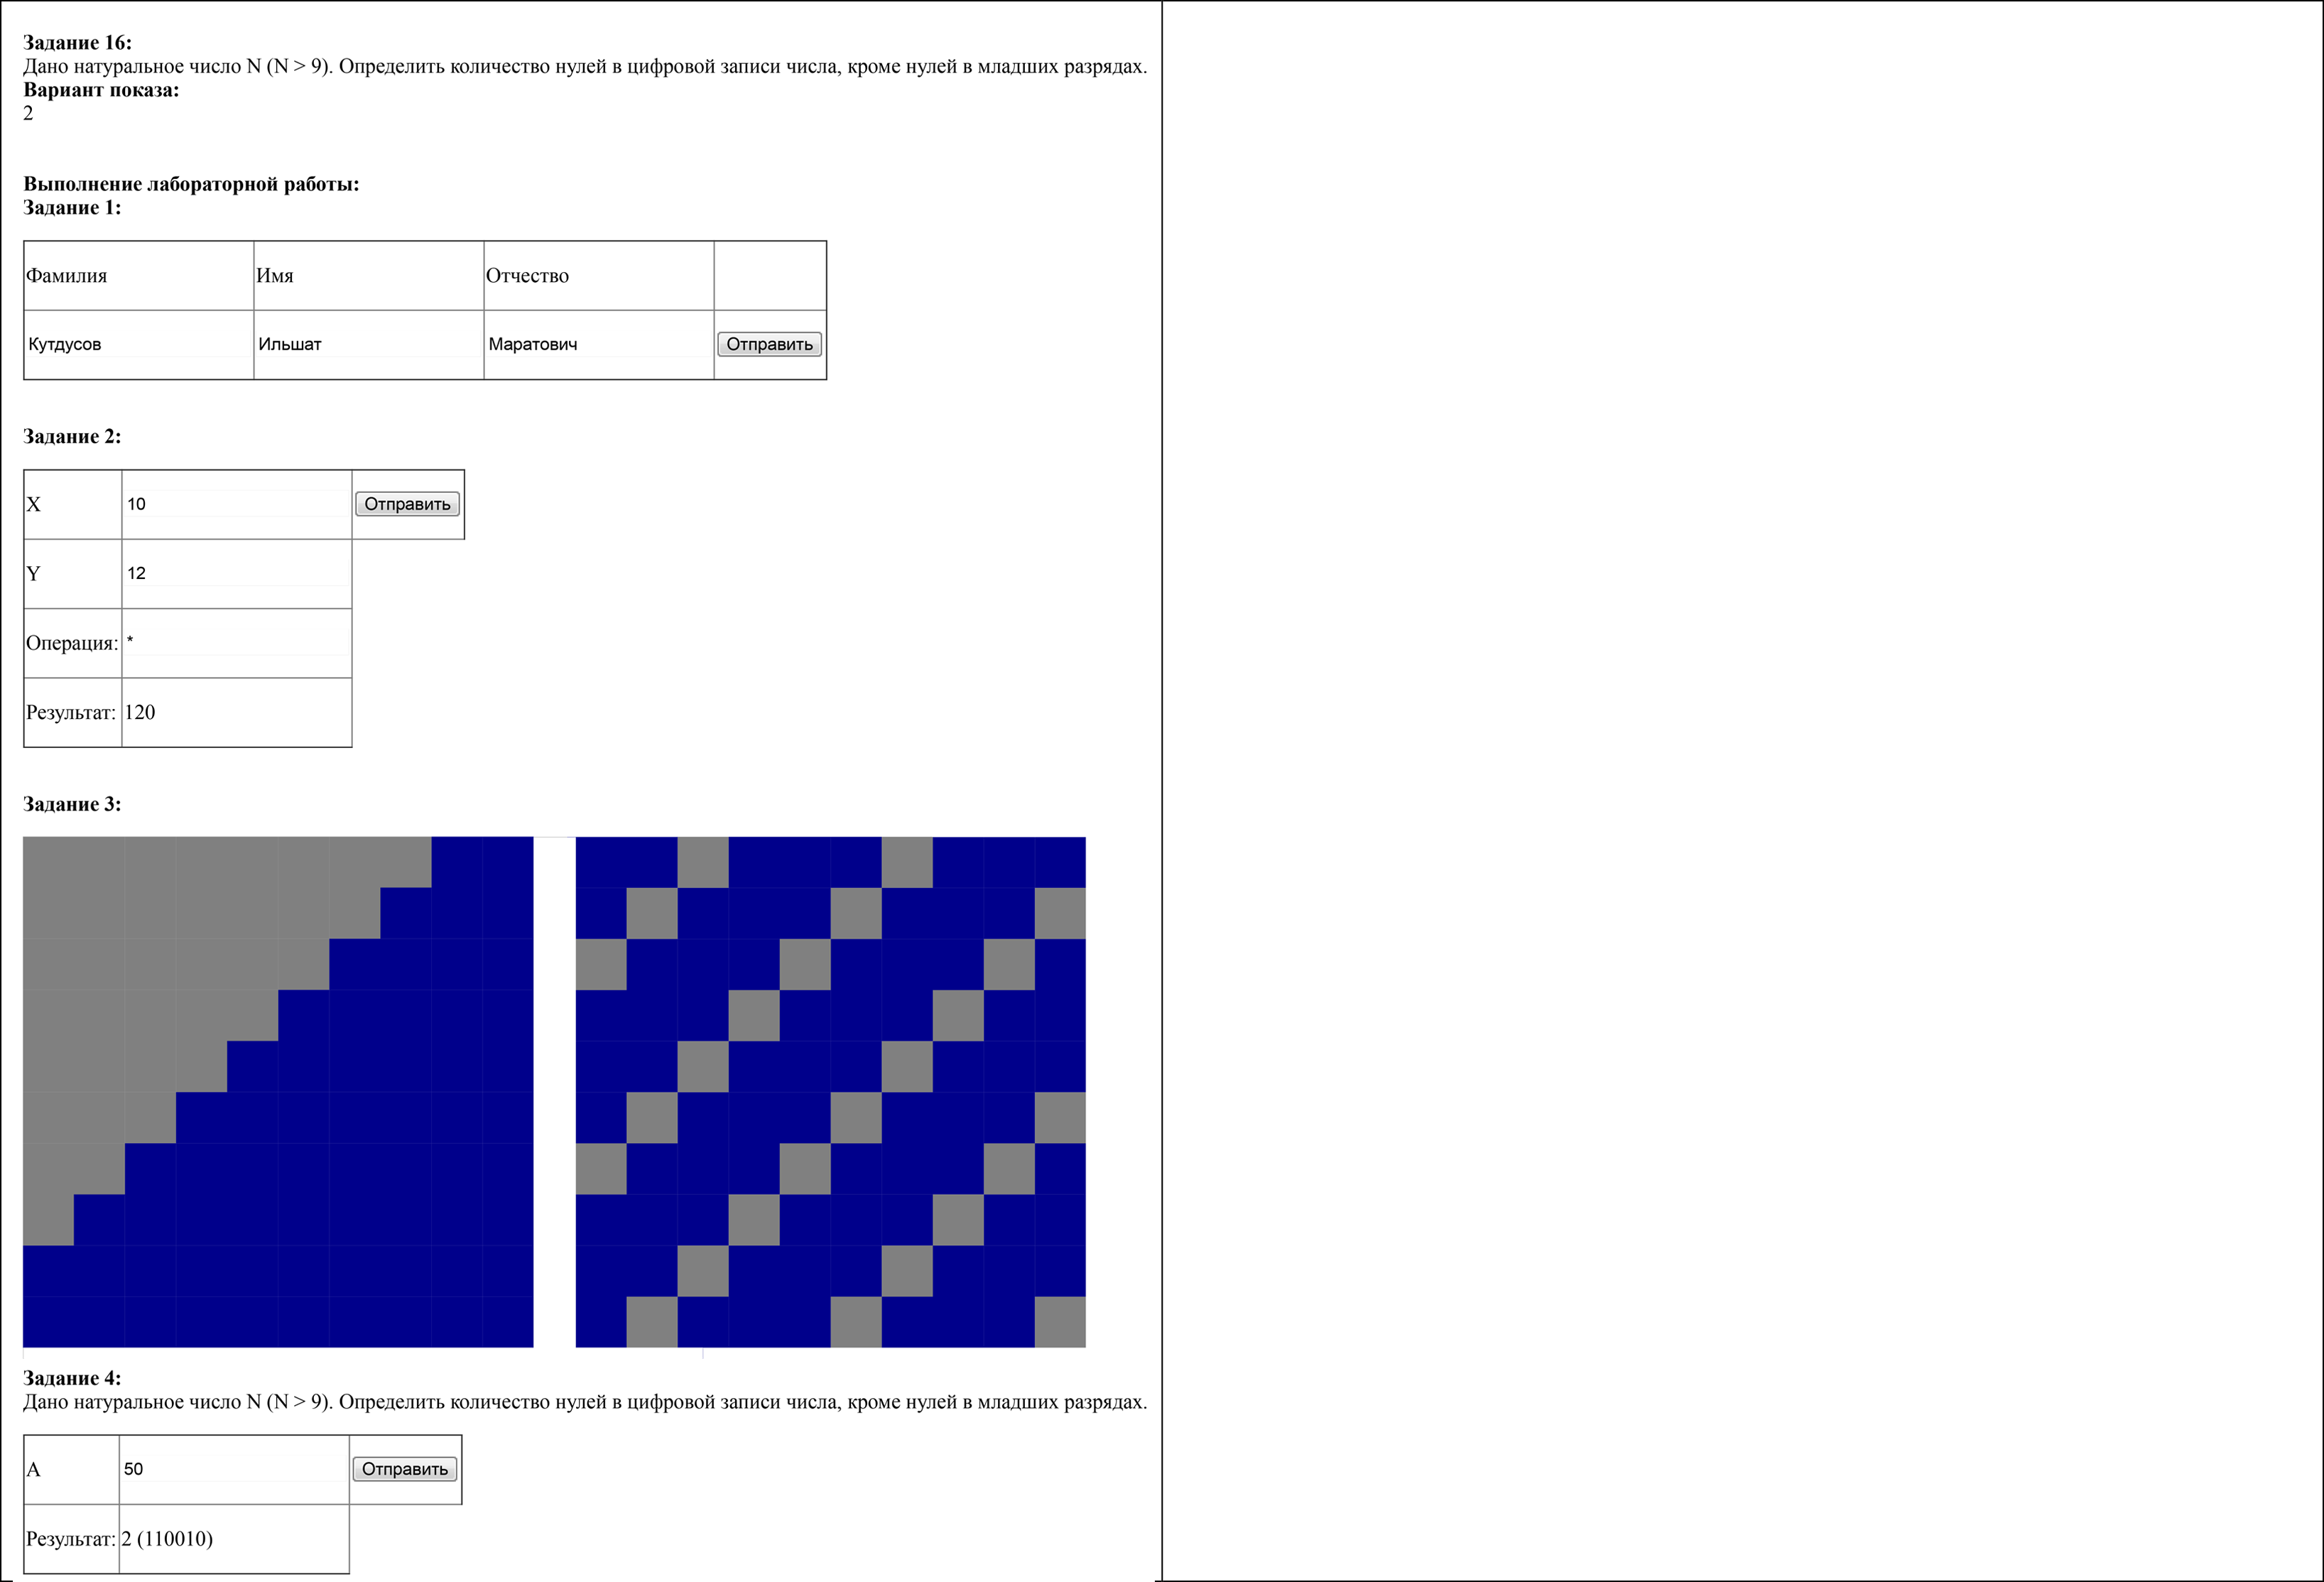 Задание 16:
Дано натуральное число N (N > 9). Определить количество нулей в цифровой записи числа, кроме нулей в младших разрядах.
Вариант показа:
2
Выполнение лабораторной работы:
Задание 1:
Фамилия Имя Отчество
Кутдусов Ильшат Маратович Отправить
Задание 2:
X 10 Отправить
Y 12
Операция: *
Результат: 120
Задание 3:
Задание 4:
Дано натуральное число N (N > 9). Определить количество нулей в цифровой записи числа, кроме нулей в младших разрядах.
A 50 Отправить
Результат: 2 (110010)